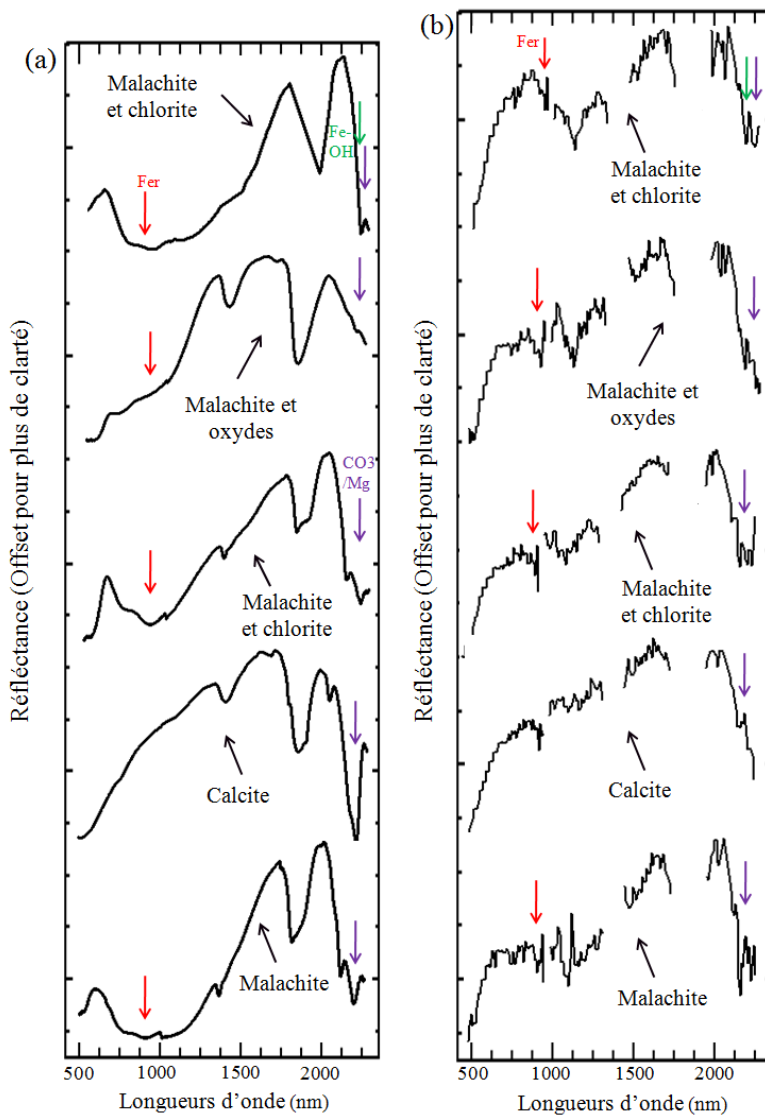 (a)
Malachite
et chlorite
Fe-
OH
Fer
Malachite et
oxydes
CO3
/Mg
Malachite
et chlorite
Calcite
Malachite
Réfléctance (Offset pour plus de clarté)
500
1000
1500
2000
Longueurs d’onde (nm)
(b)
Fer
Malachite
et chlorite
Malachite et
oxydes
Malachite
et chlorite
Calcite
Malachite
Réfléctance (Offset pour plus de clarté)
500
1000
1500
2000
Longueurs d’onde (nm)